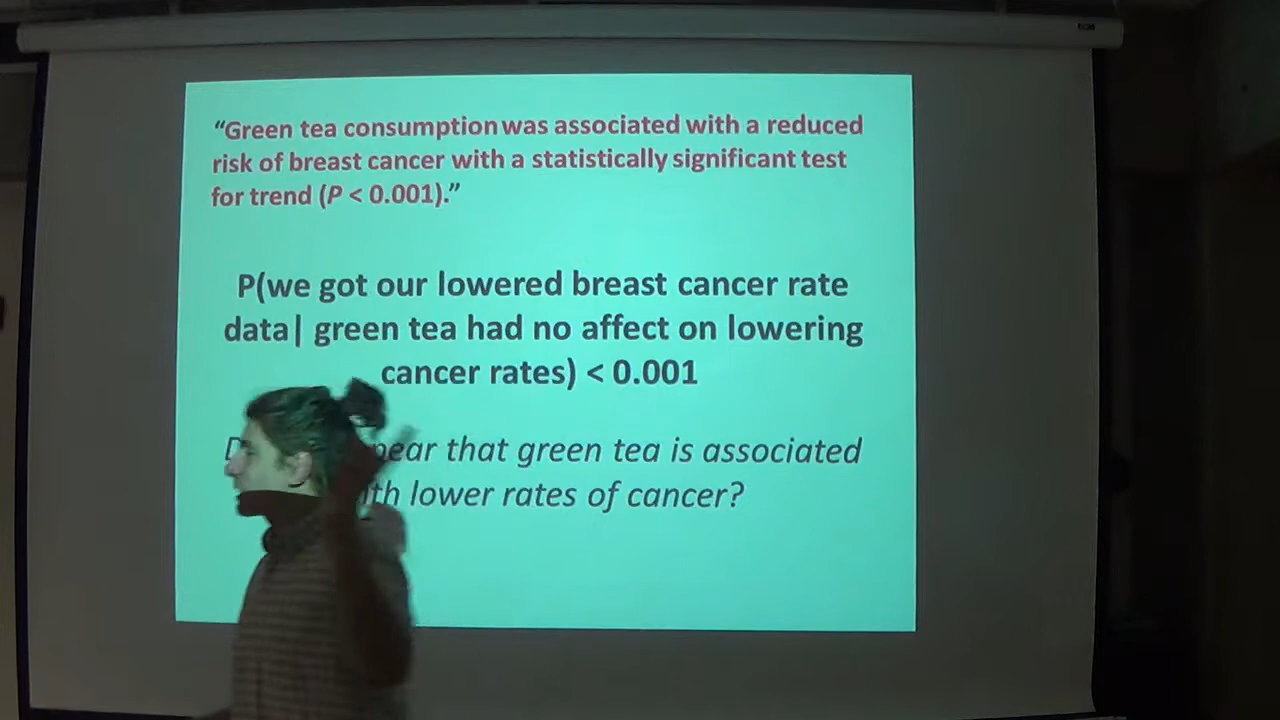 “Green tea consumption was associated with a reduced
risk of breast cancer with a statistically significant test
for trend (P < 0.001).”
P(we got our lowered breast cancer rate
data| green tea had no affect on lowering
cancer rates) < 0.001
that green tea is associated
lower rates of cancer?